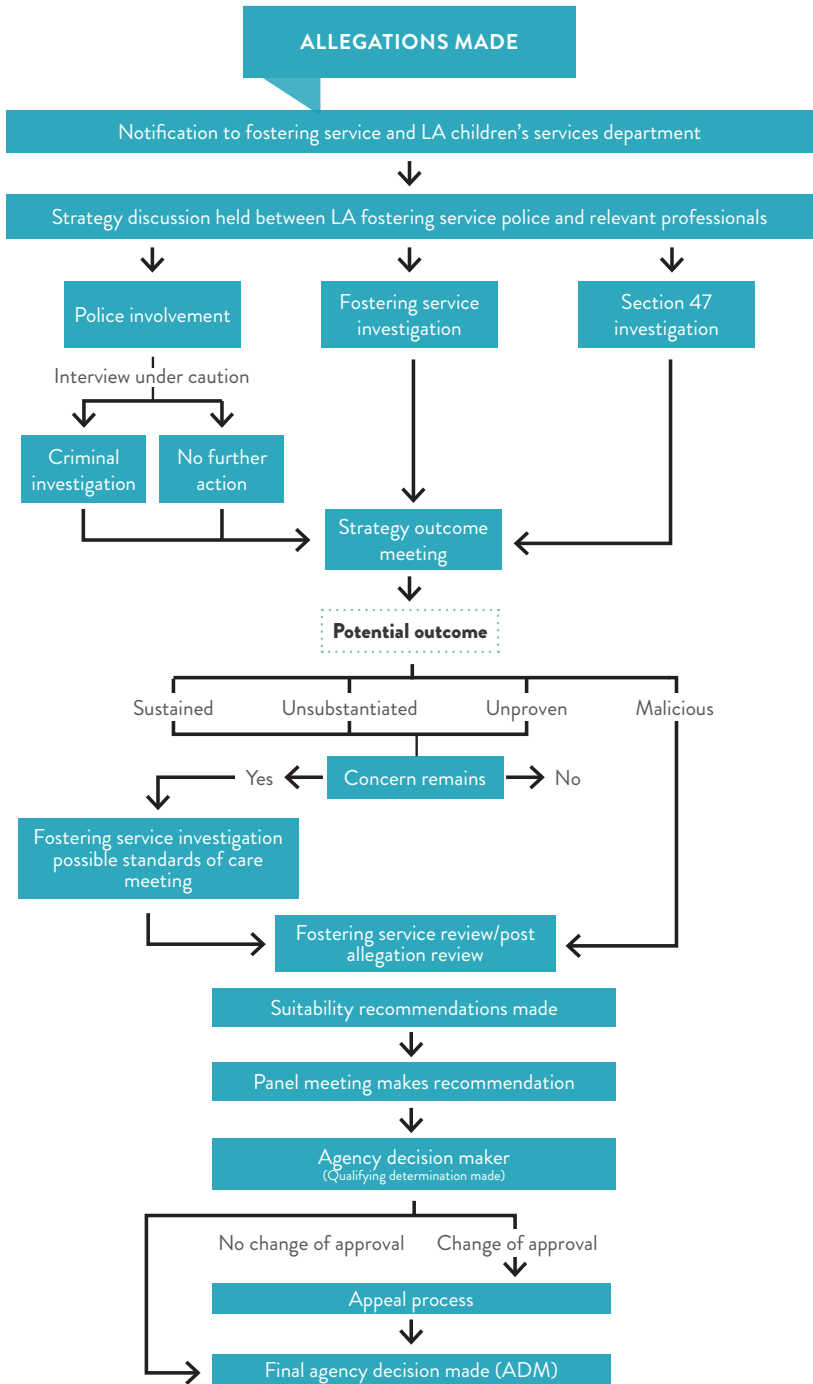 ALLEGATIONS MADE
Notification to fostering service and LA children's services department
Strategy discussion held between LA fostering service police and relevant professionals
Police involvement
Fostering service
investigation
Section 47
investigation
Interview under caution
Criminal
investigation
No further
action
Strategy outcome
meeting
Potential outcome
Sustained
Unsubstantiated
Unproven
Malicious
Yes
Concern remains
No
Fostering service investigation
possible standards of care
meeting
Fostering service review/post
allegation review
Suitability recommendations made
Panel meeting makes recommendation
Agency decision maker
(Qualifying determination made)
No change of approval
Change of approval
Appeal process
Final agency decision made (ADM)